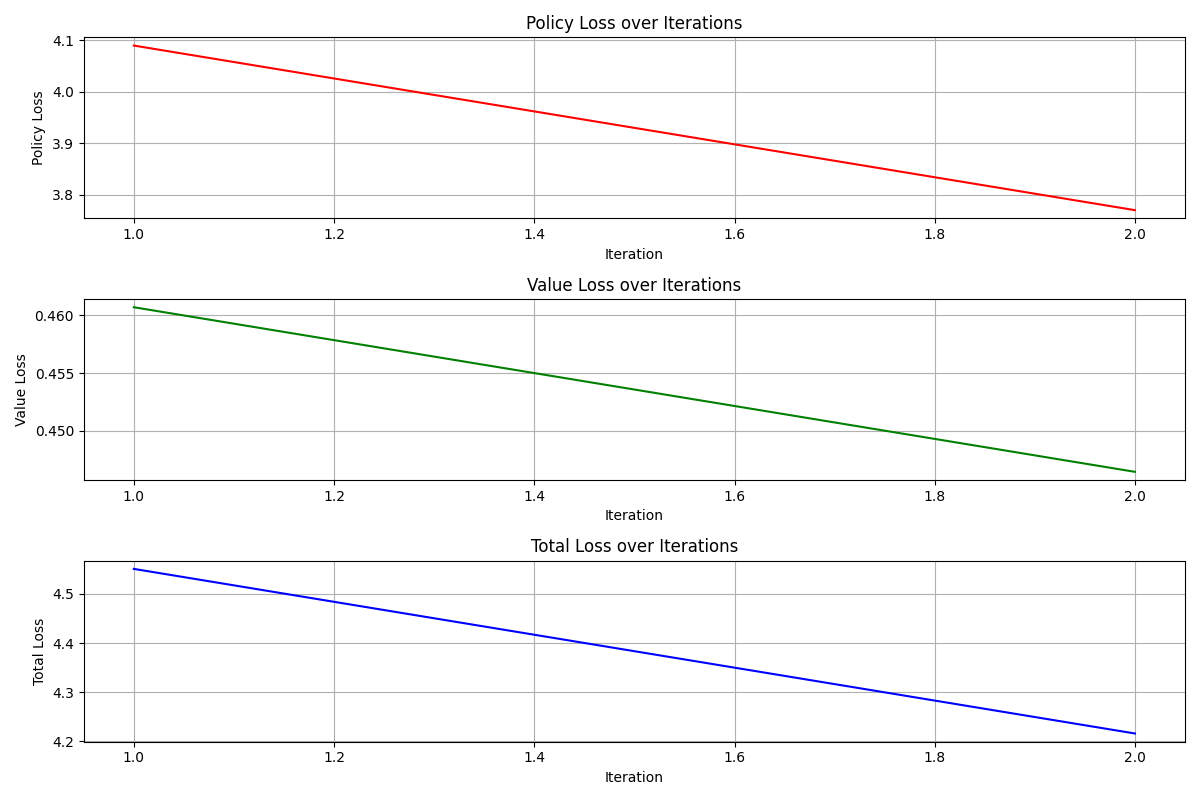 Policy Loss over Iterations
Policy Loss
4.1
4.0
3.9
3.8
1.0 1.2 1.4 1.6 1.8 2.0
Iteration
Value Loss over Iterations
Value Loss
0.460
0.455
0.450
1.0 1.2 1.4 1.6 1.8 2.0
Iteration
Total Loss over Iterations
Total Loss
4.5
4.4
4.3
4.2
1.0 1.2 1.4 1.6 1.8 2.0
Iteration